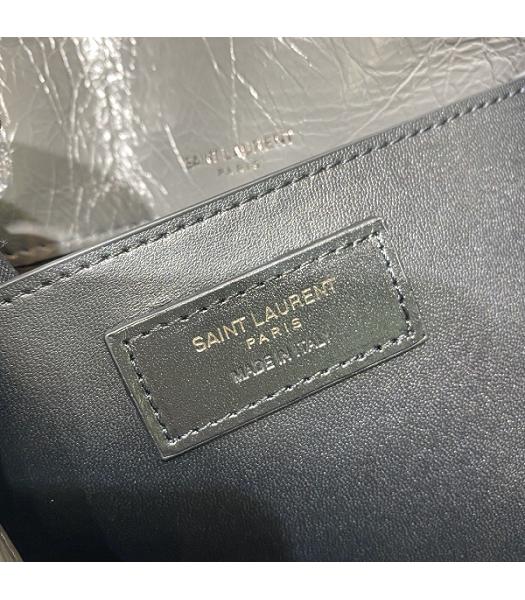 SAINT LAURENT
PARIS
SAINT LAURENT
PARIS
MADE IN ITALY